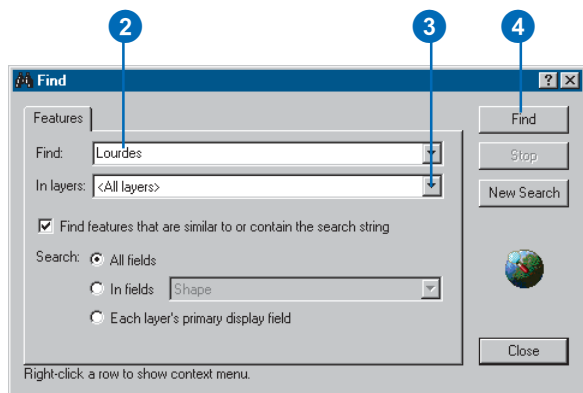 2 3 4
Find ? ×
Features
Find: Lourdes
In layers: <All layers>
Find features that are similar to or contain the search string
Search: All fields
In fields Shape
Each layer's primary display field
Find
Stop
New Search
Close
Right-click a row to show context menu.